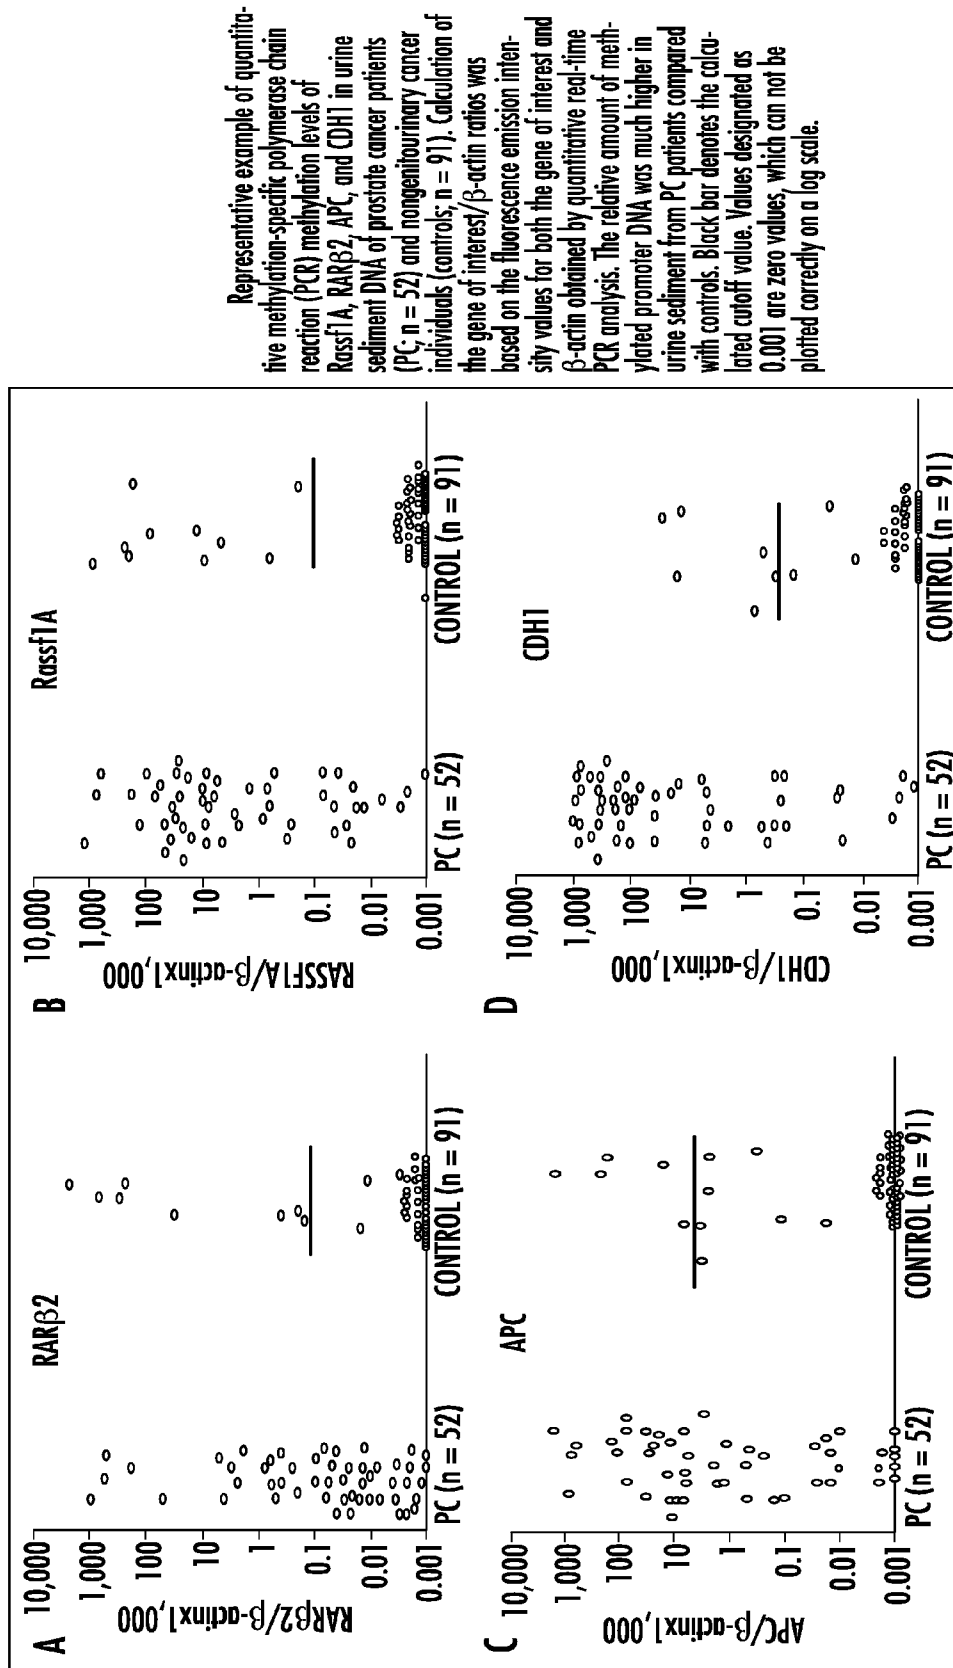 A
RARβ2
RARβ2/β-actinx1,000
10,000
1,000
100
10
1
0.1
0.01
0.001
PC (n = 52)
CONTROL (n = 91)
B
Rassf1A
RASSF1A/β-actinx1,000
10,000
1,000
100
10
1
0.1
0.01
0.001
PC (n = 52)
CONTROL (n = 91)
C
APC
APC/β-actinx1,000
10,000
1,000
100
10
1
0.1
0.01
0.001
PC (n = 52)
CONTROL (n = 91)
D
CDH1
CDH1/β-actinx1,000
10,000
1,000
100
10
1
0.1
0.01
0.001
PC (n = 52)
CONTROL (n = 91)
Representative example of quantita-
tive methylation-specific polymerase chain
reaction (PCR) methylation levels of
Rassf1A, RARβ2, APC, and CDH1 in urine
sediment DNA of prostate cancer patients
(PC; n = 52) and nongenitourinary cancer
individuals (controls; n = 91). Calculation of
the gene of interest/β-actin ratios was
based on the fluorescence emission inten-
sity values for both the gene of interest and
β-actin obtained by quantitative real-time
PCR analysis. The relative amount of meth-
ylated promoter DNA was much higher in
urine sediment from PC patients compared
with controls. Black bar denotes the calcu-
lated cutoff value. Values designated as
0.001 are zero values, which can not be
plotted correctly on a log scale.